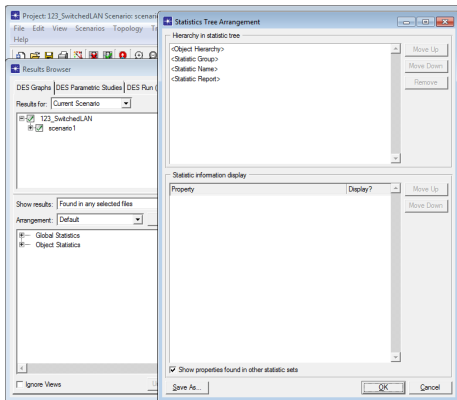 Project: 123_SwitchedLAN Scenario: scenari
File Edit View Scenarios Topology Tr
Help
Results Browser
DES Graphs DES Parametric Studies DES Run (
Results for: Current Scenario
123_SwitchedLAN
scenario1
Show results: Found in any selected files
Arrangement: Default
Global Statistics
Object Statistics
Ignore Views
Statistics Tree Arrangement
Hierarchy in statistic tree
<Object Hierarchy>
<Statistic Group>
<Statistic Name>
<Statistic Report>
Move Up
Move Down
Remove
Statistic information display
Property Display?
Move Up
Move Down
Show properties found in other statistic sets
Save As...
OK
Cancel